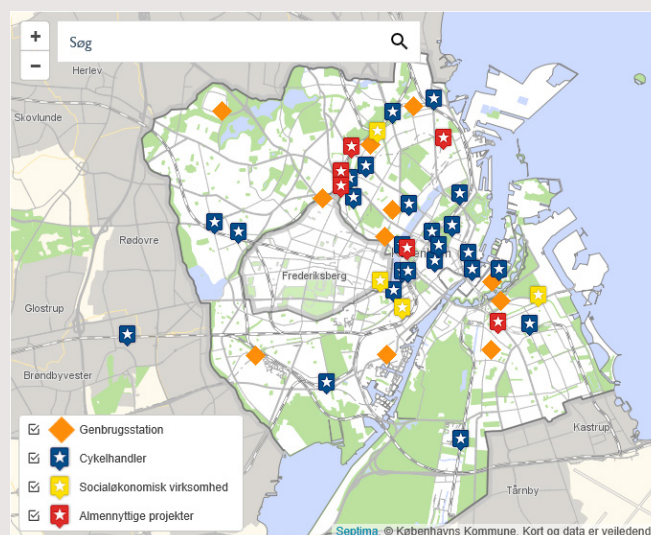 +
Søg
−
Herlev
Skovlunde
Rødovre
Frederiksberg
Glostrup
Brøndbyvester
Kastrup
Tårnby
Genbrugsstation
Cykelhandler
Socialøkonomisk virksomhed
Almennyttige projekter
Septima, © Københavns Kommune. Kort og data er vejledend